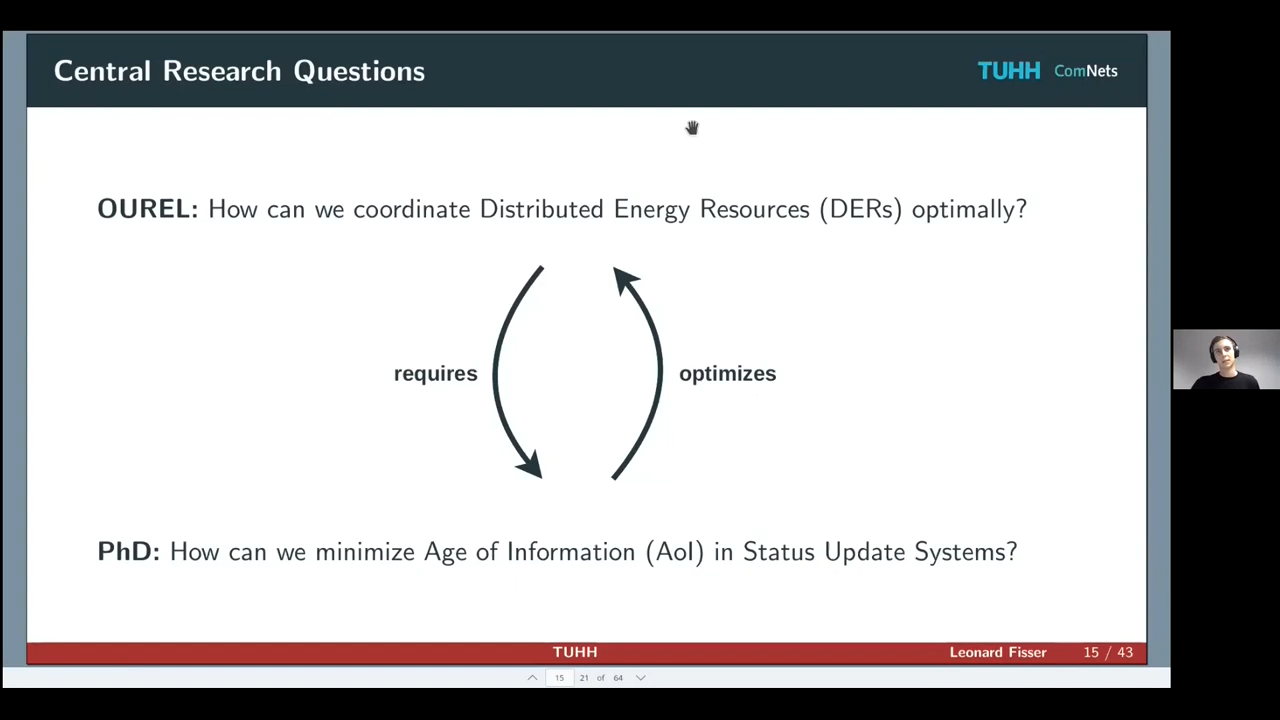 Central Research Questions
TUHH ComNets
OUREL: How can we coordinate Distributed Energy Resources (DERs) optimally?
requires
optimizes
PhD: How can we minimize Age of Information (AoI) in Status Update Systems?
TUHH
Leonard Fisser 15 / 43
15 21 of 64